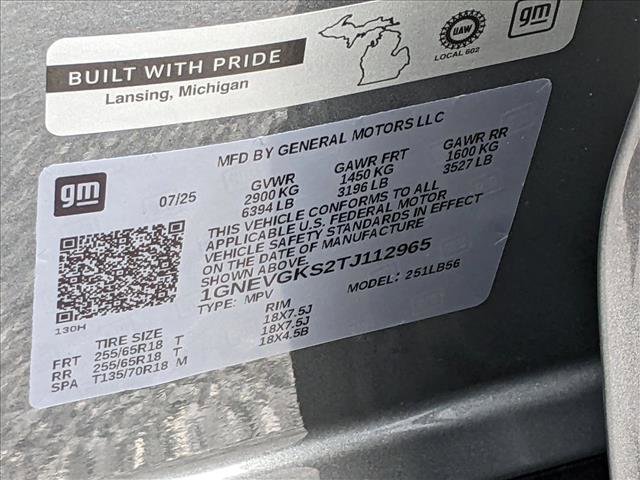 gm
UAW
LOCAL 602
BUILT WITH PRIDE
Lansing, Michigan
gm
MFD BY GENERAL MOTORS LLC
07/25
GVWR GAWR FRT GAWR RR
2900 KG 1450 KG 1600 KG
6394 LB 3196 LB 3527 LB
THIS VEHICLE CONFORMS TO ALL
APPLICABLE U.S. FEDERAL MOTOR
VEHICLE SAFETY STANDARDS IN EFFECT
ON THE DATE OF MANUFACTURE
SHOWN ABOVE.
1GNEVGKS2TJ112965
TYPE: MPV MODEL: 251LB56
130H
TIRE SIZE RIM
FRT 255/65R18 T 18X7.5J
RR 255/65R18 T 18X7.5J
SPA T135/70R18 M 18X4.5B